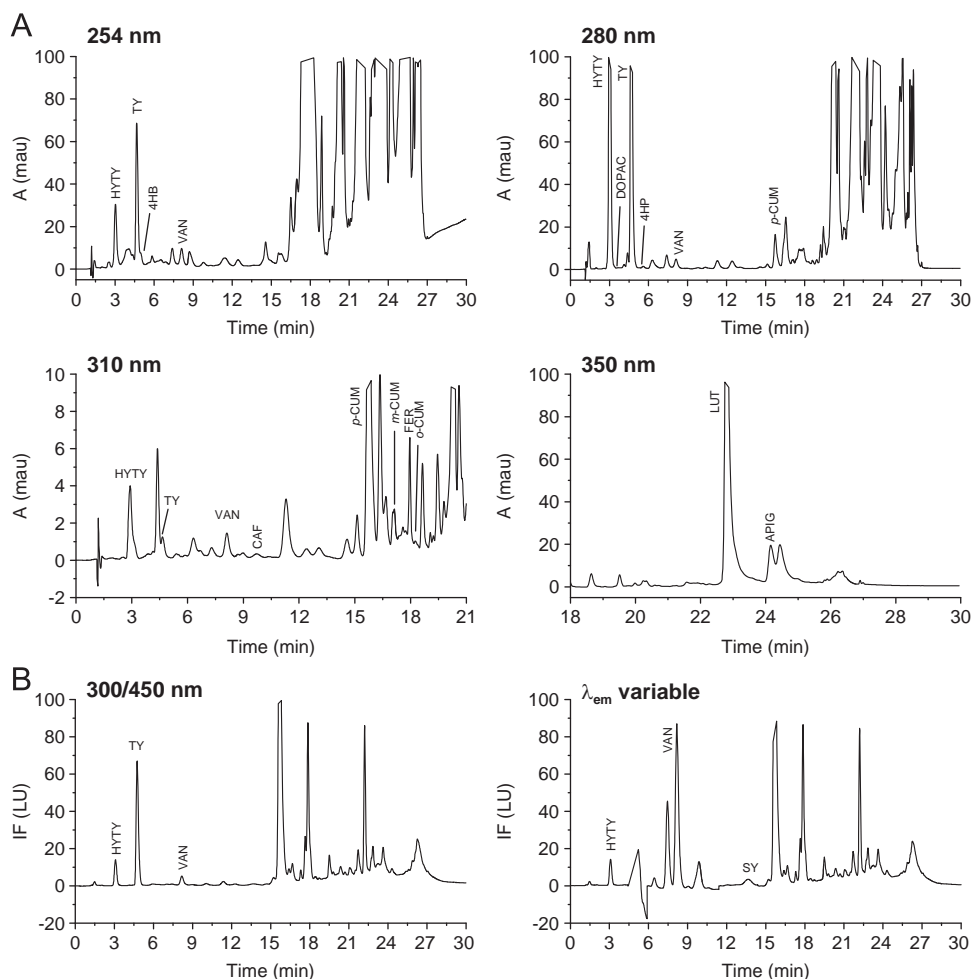 A
254 nm
100
80
60
40
20
0
A (mau)
HYTY
TY
4HB
VAN
0 3 6 9 12 15 18 21 24 27 30
Time (min)
280 nm
100
80
60
40
20
0
A (mau)
HYTY
DOPAC
TY
4HP
VAN
p-CUM
0 3 6 9 12 15 18 21 24 27 30
Time (min)
310 nm
10
8
6
4
2
0
-2
A (mau)
HYTY
TY
VAN
CAF
p-CUM
m-CUM
FER
o-CUM
0 3 6 9 12 15 18 21
Time (min)
350 nm
100
80
60
40
20
0
A (mau)
LUT
APIG
18 20 22 24 26 28 30
Time (min)
B
300/450 nm
100
80
60
40
20
0
-20
IF (LU)
HYTY
TY
VAN
0 3 6 9 12 15 18 21 24 27 30
Time (min)
λem variable
100
80
60
40
20
0
-20
IF (LU)
HYTY
VAN
SY
0 3 6 9 12 15 18 21 24 27 30
Time (min)